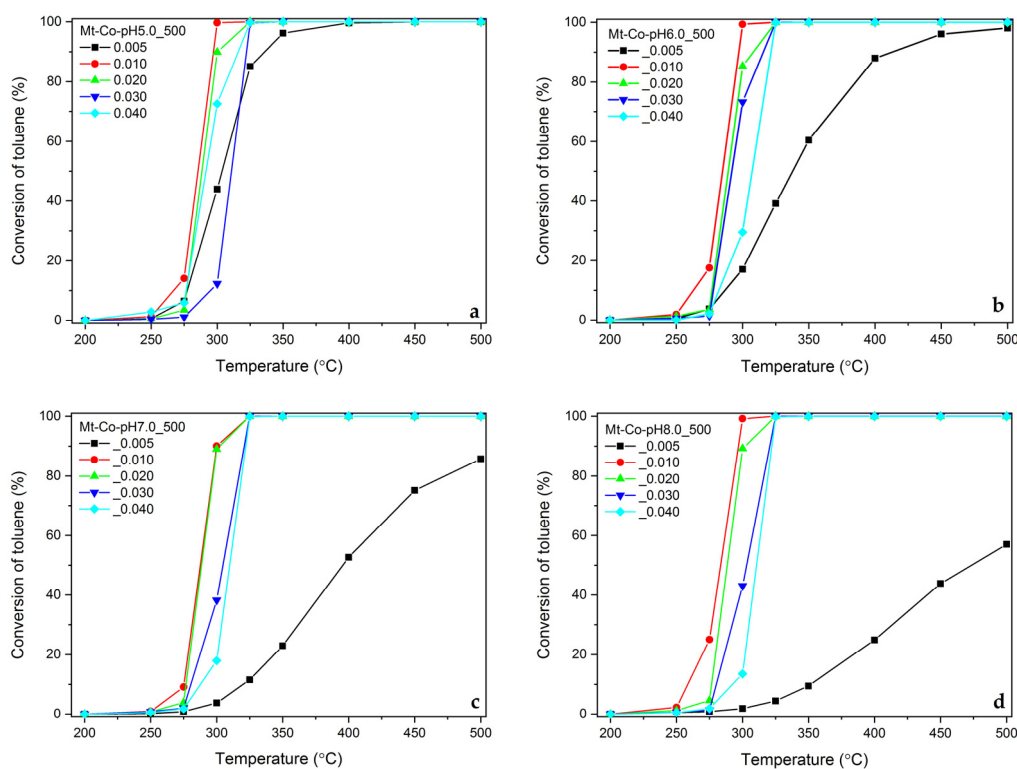 Mt-Co-pH5.0_500
0.005
0.010
0.020
0.030
0.040
100
80
60
40
20
0
Conversion of toluene (%)
200 250 300 350 400 450 500
Temperature (°C)
a
Mt-Co-pH6.0_500
_0.005
_0.010
_0.020
_0.030
_0.040
100
80
60
40
20
0
Conversion of toluene (%)
200 250 300 350 400 450 500
Temperature (°C)
b
Mt-Co-pH7.0_500
_0.005
_0.010
_0.020
_0.030
_0.040
100
80
60
40
20
0
Conversion of toluene (%)
200 250 300 350 400 450 500
Temperature (°C)
c
Mt-Co-pH8.0_500
_0.005
_0.010
_0.020
_0.030
_0.040
100
80
60
40
20
0
Conversion of toluene (%)
200 250 300 350 400 450 500
Temperature (°C)
d